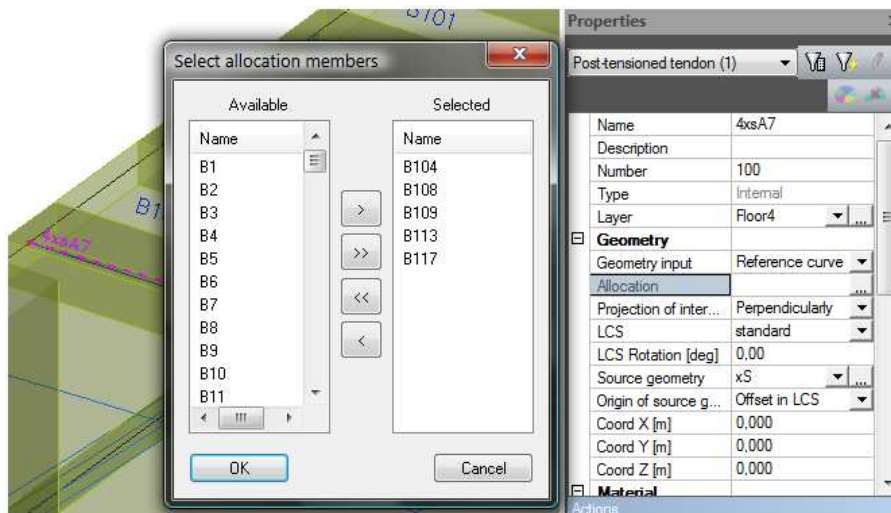 B101
B1
4xsA7
Select allocation members
Available
Selected
Name
B1
B2
B3
B4
B5
B6
B7
B8
B9
B10
B11
Name
B104
B108
B109
B113
B117
>
>>
<<
<
OK
Cancel
Properties
Post-tensioned tendon (1)
Name 4xsA7
Description
Number 100
Type Internal
Layer Floor4 ...
Geometry
Geometry input Reference curve
Allocation ...
Projection of inter... Perpendicularly
LCS standard
LCS Rotation [deg] 0,00
Source geometry xS ...
Origin of source g... Offset in LCS
Coord X [m] 0,000
Coord Y [m] 0,000
Coord Z [m] 0,000
Material
Actions